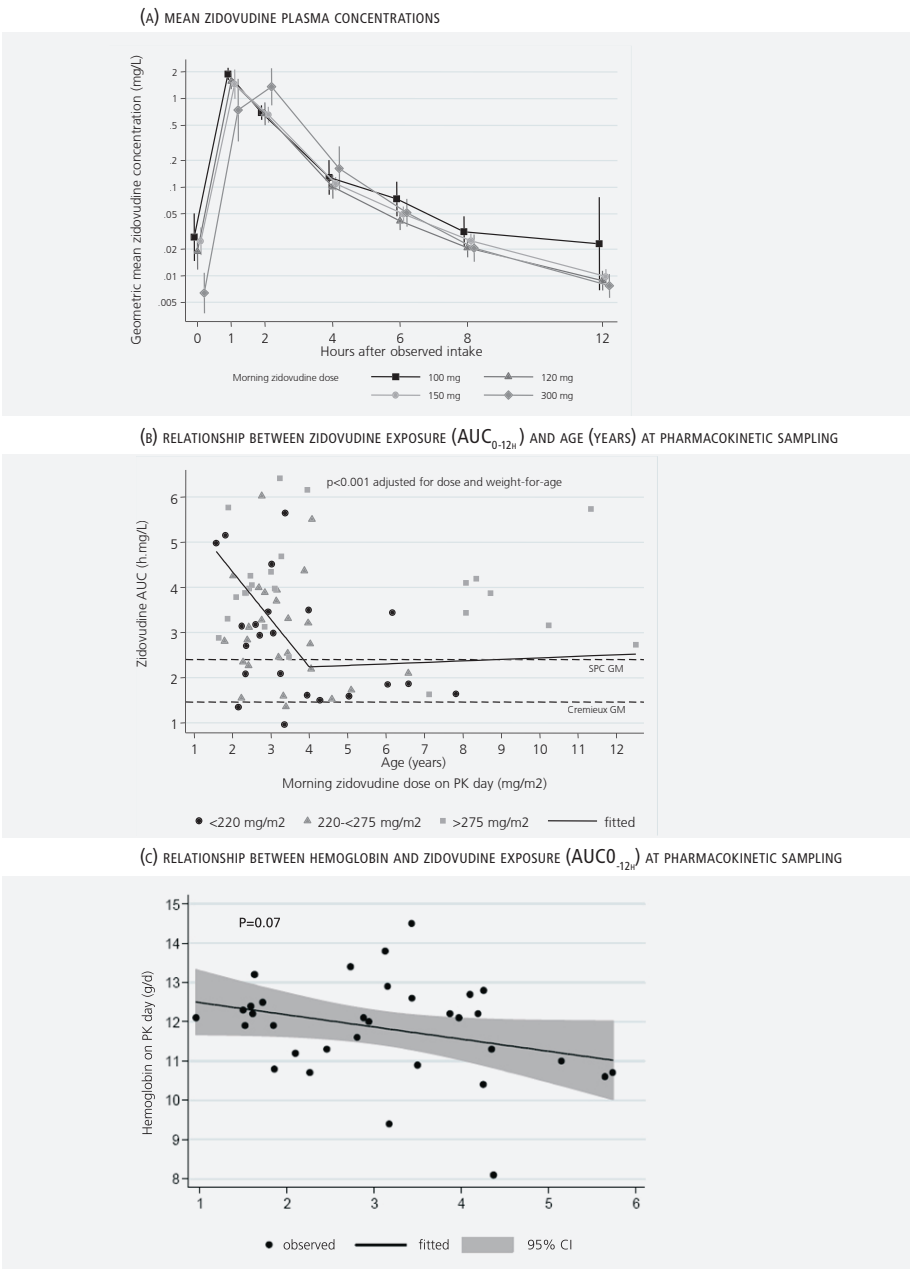 (A) MEAN ZIDOVUDINE PLASMA CONCENTRATIONS
Geometric mean zidovudine concentration (mg/L)
2
1
.5
.2
.1
.05
.02
.01
.005
0 1 2 4 6 8 12
Hours after observed intake
Morning zidovudine dose
100 mg 120 mg
150 mg 300 mg
(B) RELATIONSHIP BETWEEN ZIDOVUDINE EXPOSURE (AUC0-12H) AND AGE (YEARS) AT PHARMACOKINETIC SAMPLING
Zidovudine AUC (h.mg/L)
p<0.001 adjusted for dose and weight-for-age
6
5
4
3
2
1
SPC GM
Cremieux GM
1 2 3 4 5 6 7 8 9 10 11 12
Age (years)
Morning zidovudine dose on PK day (mg/m2)
<220 mg/m2 220-<275 mg/m2 >275 mg/m2 fitted
(C) RELATIONSHIP BETWEEN HEMOGLOBIN AND ZIDOVUDINE EXPOSURE (AUC0-12H) AT PHARMACOKINETIC SAMPLING
Hemoglobin on PK day (g/d)
P=0.07
15
14
13
12
11
10
9
8
1 2 3 4 5 6
observed fitted 95% CI